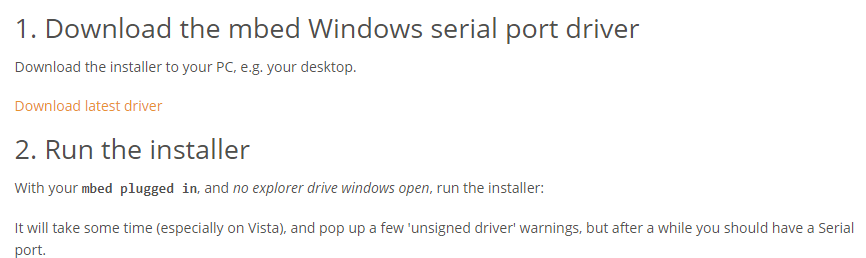 1. Download the mbed Windows serial port driver
Download the installer to your PC, e.g. your desktop.
Download latest driver
2. Run the installer
With your mbed plugged in, and no explorer drive windows open, run the installer:
It will take some time (especially on Vista), and pop up a few 'unsigned driver' warnings, but after a while you should have a Serial
port.